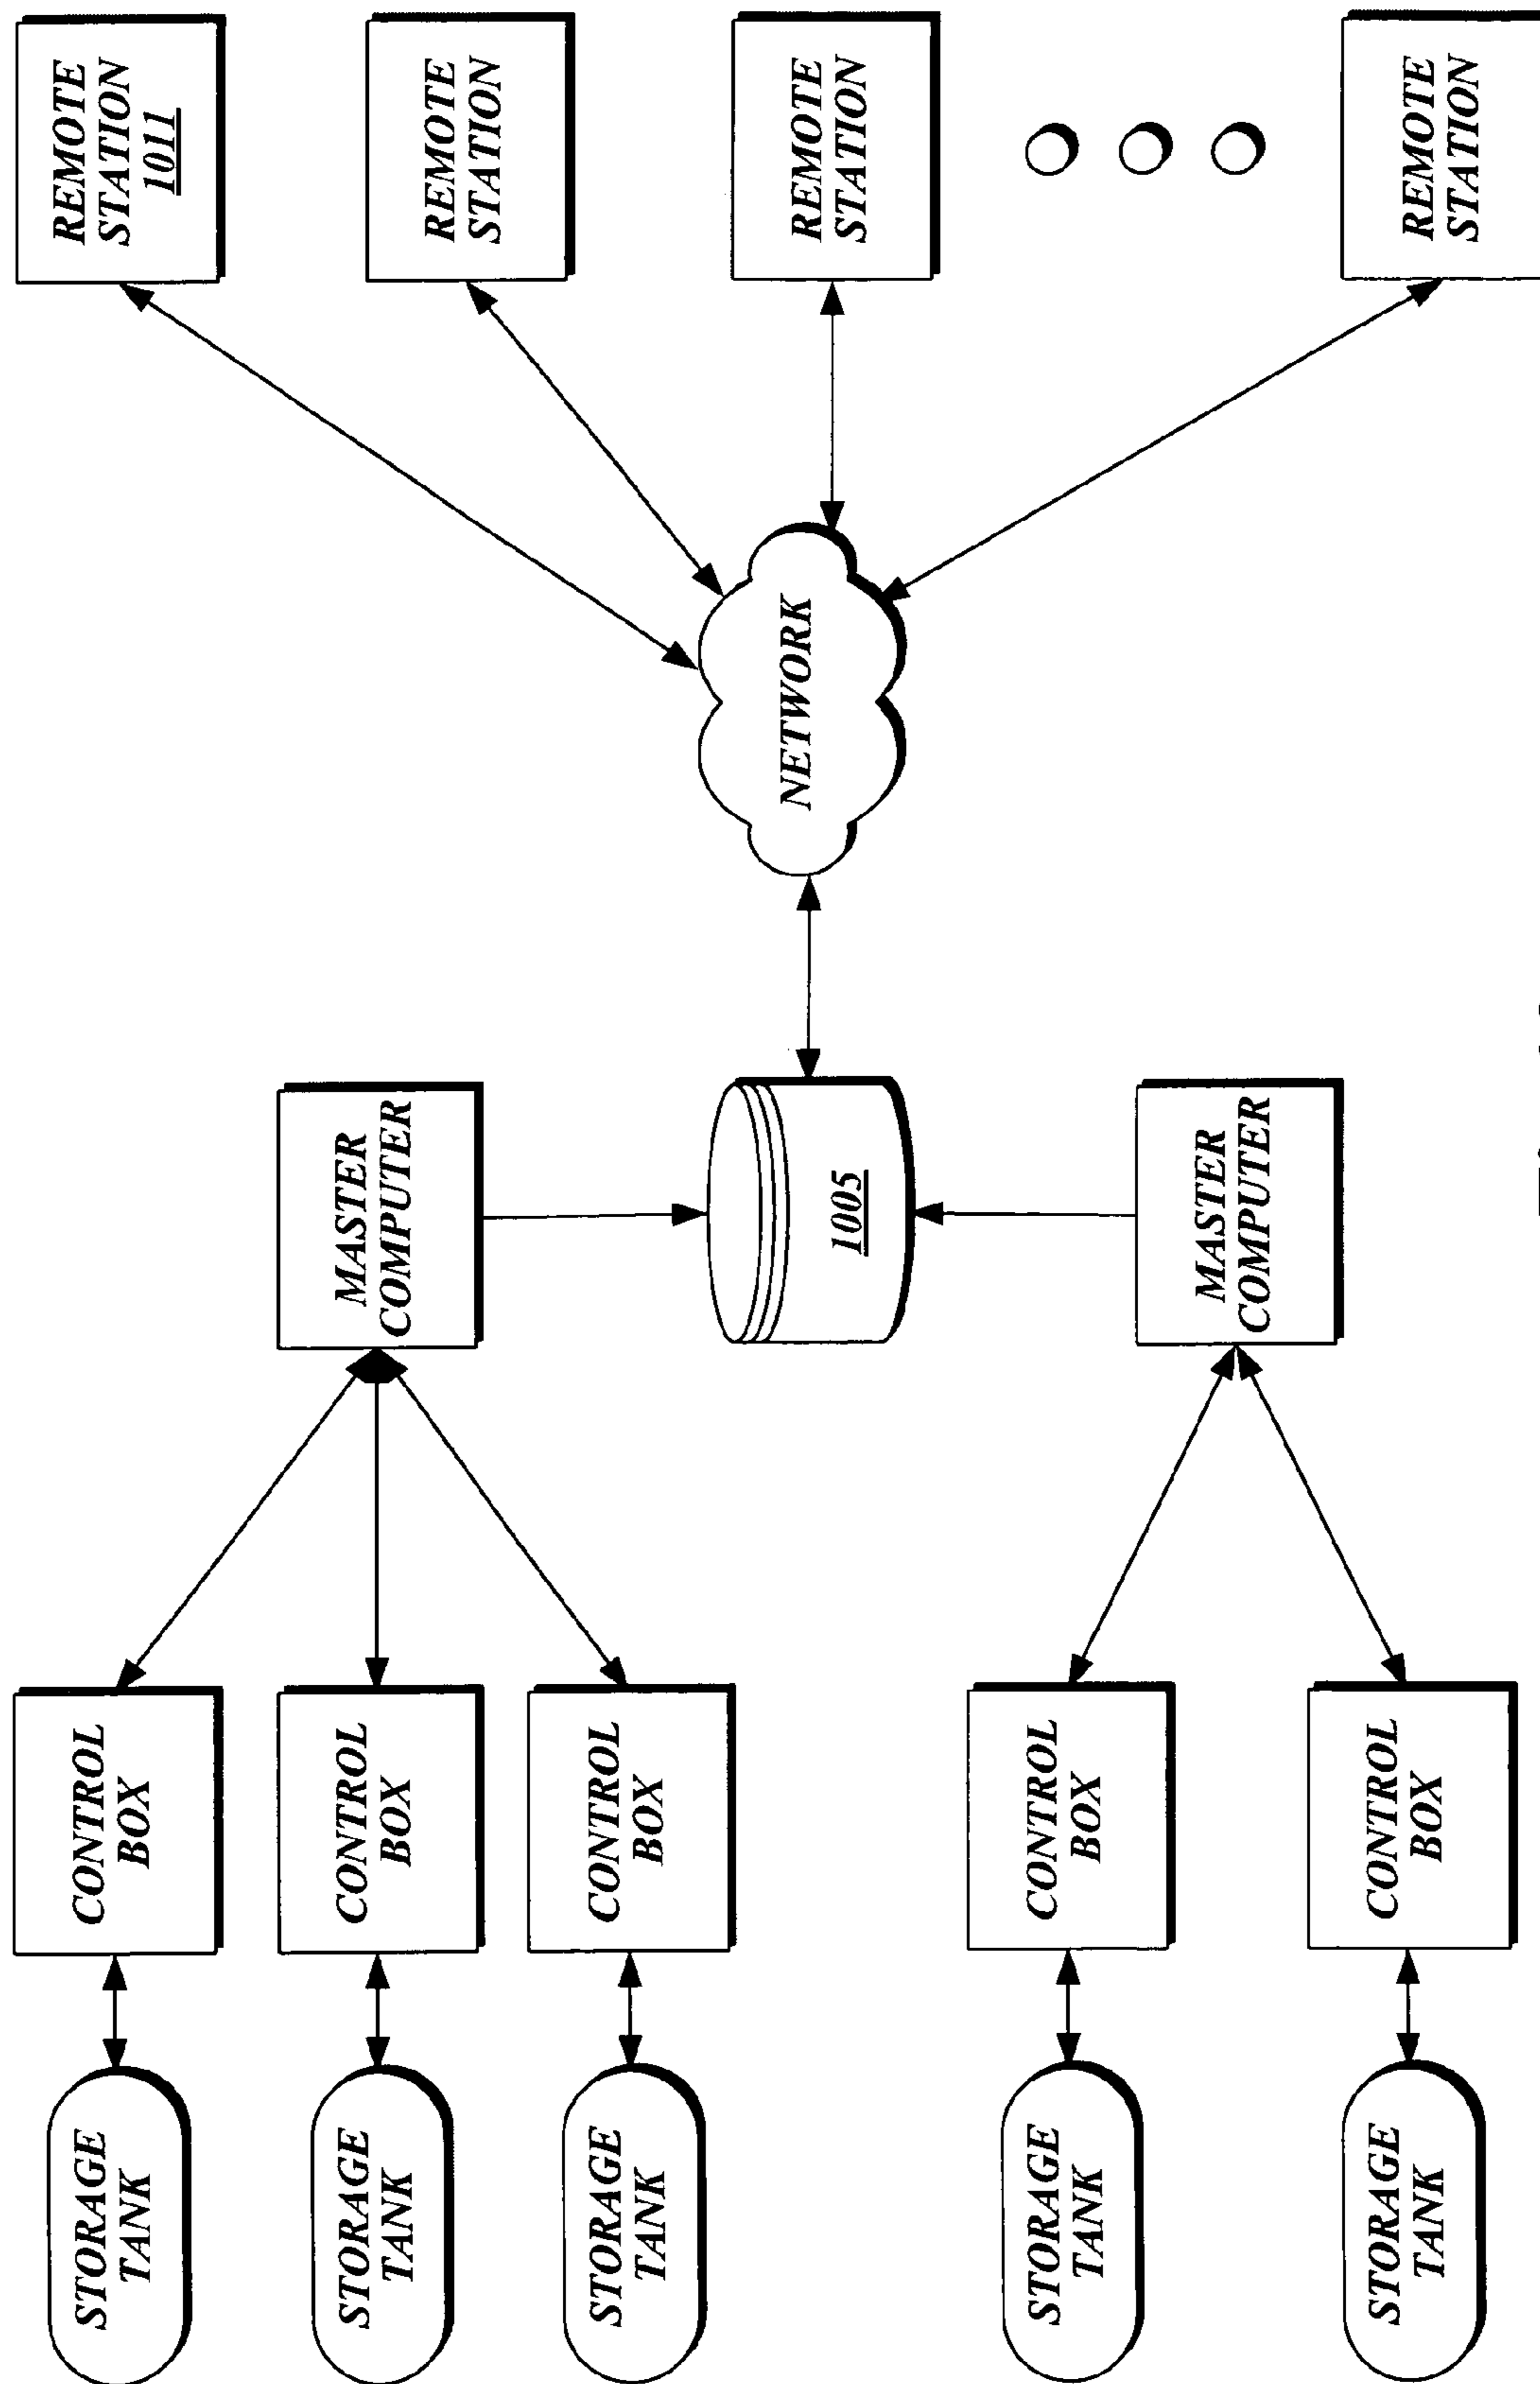 STORAGE
TANK
CONTROL
BOX
REMOTE
STATION
1011
STORAGE
TANK
CONTROL
BOX
MASTER
COMPUTER
REMOTE
STATION
STORAGE
TANK
CONTROL
BOX
1005
NETWORK
REMOTE
STATION
STORAGE
TANK
CONTROL
BOX
MASTER
COMPUTER
STORAGE
TANK
CONTROL
BOX
REMOTE
STATION